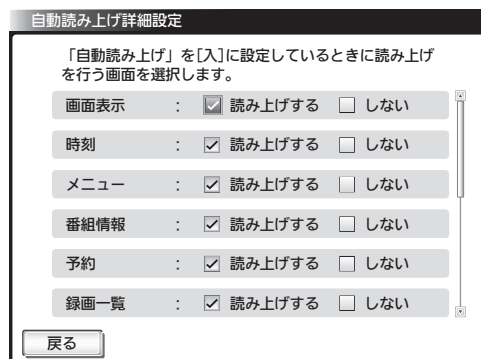 自動読み上げ詳細設定
「自動読み上げ」を[入]に設定しているときに読み上げ
を行う画面を選択します。
画面表示 : 読み上げする しない
時刻 : 読み上げする しない
メニュー : 読み上げする しない
番組情報 : 読み上げする しない
予約 : 読み上げする しない
録画一覧 : 読み上げする しない
戻る